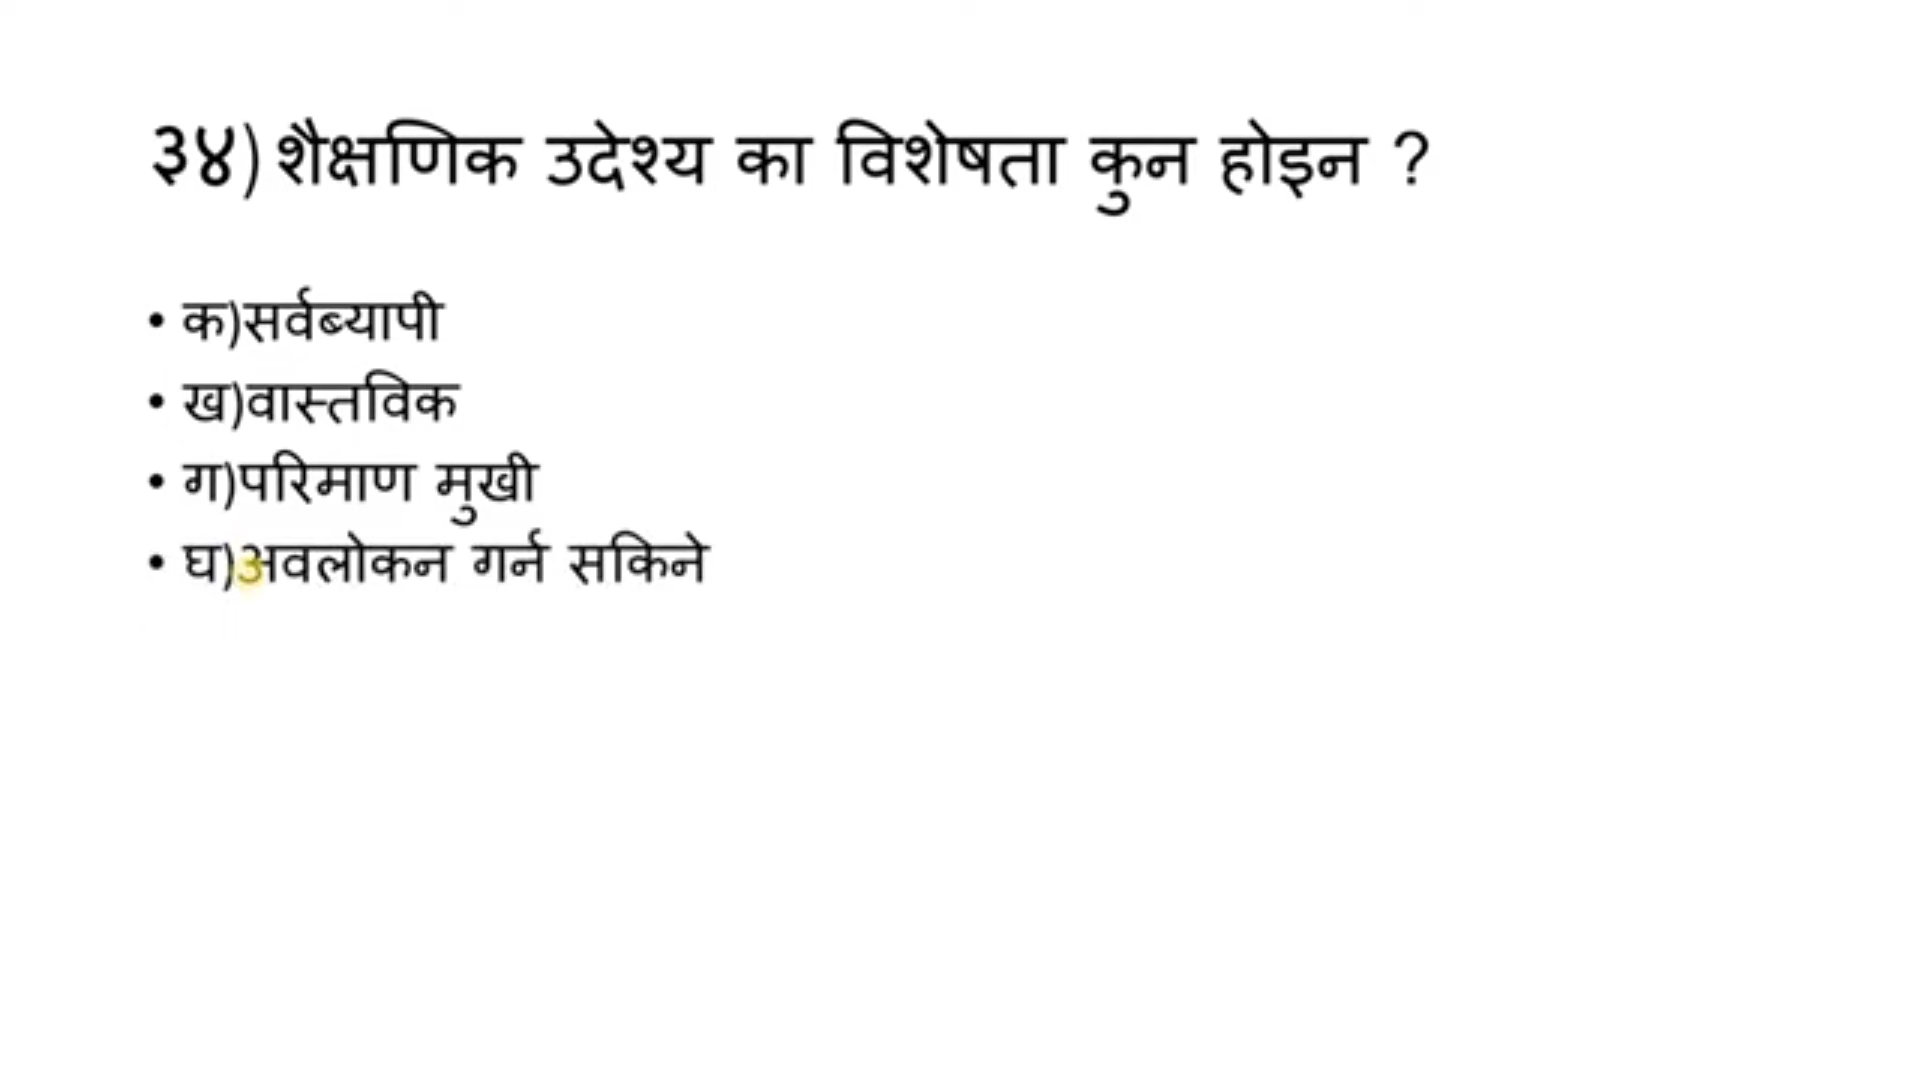 ३४) शैक्षणिक उदेश्य का विशेषता कुन होइन ?
• क)सर्वब्यापी
• ख)वास्तविक
• ग)परिमाण मुखी
• घ)अवलोकन गर्न सकिने